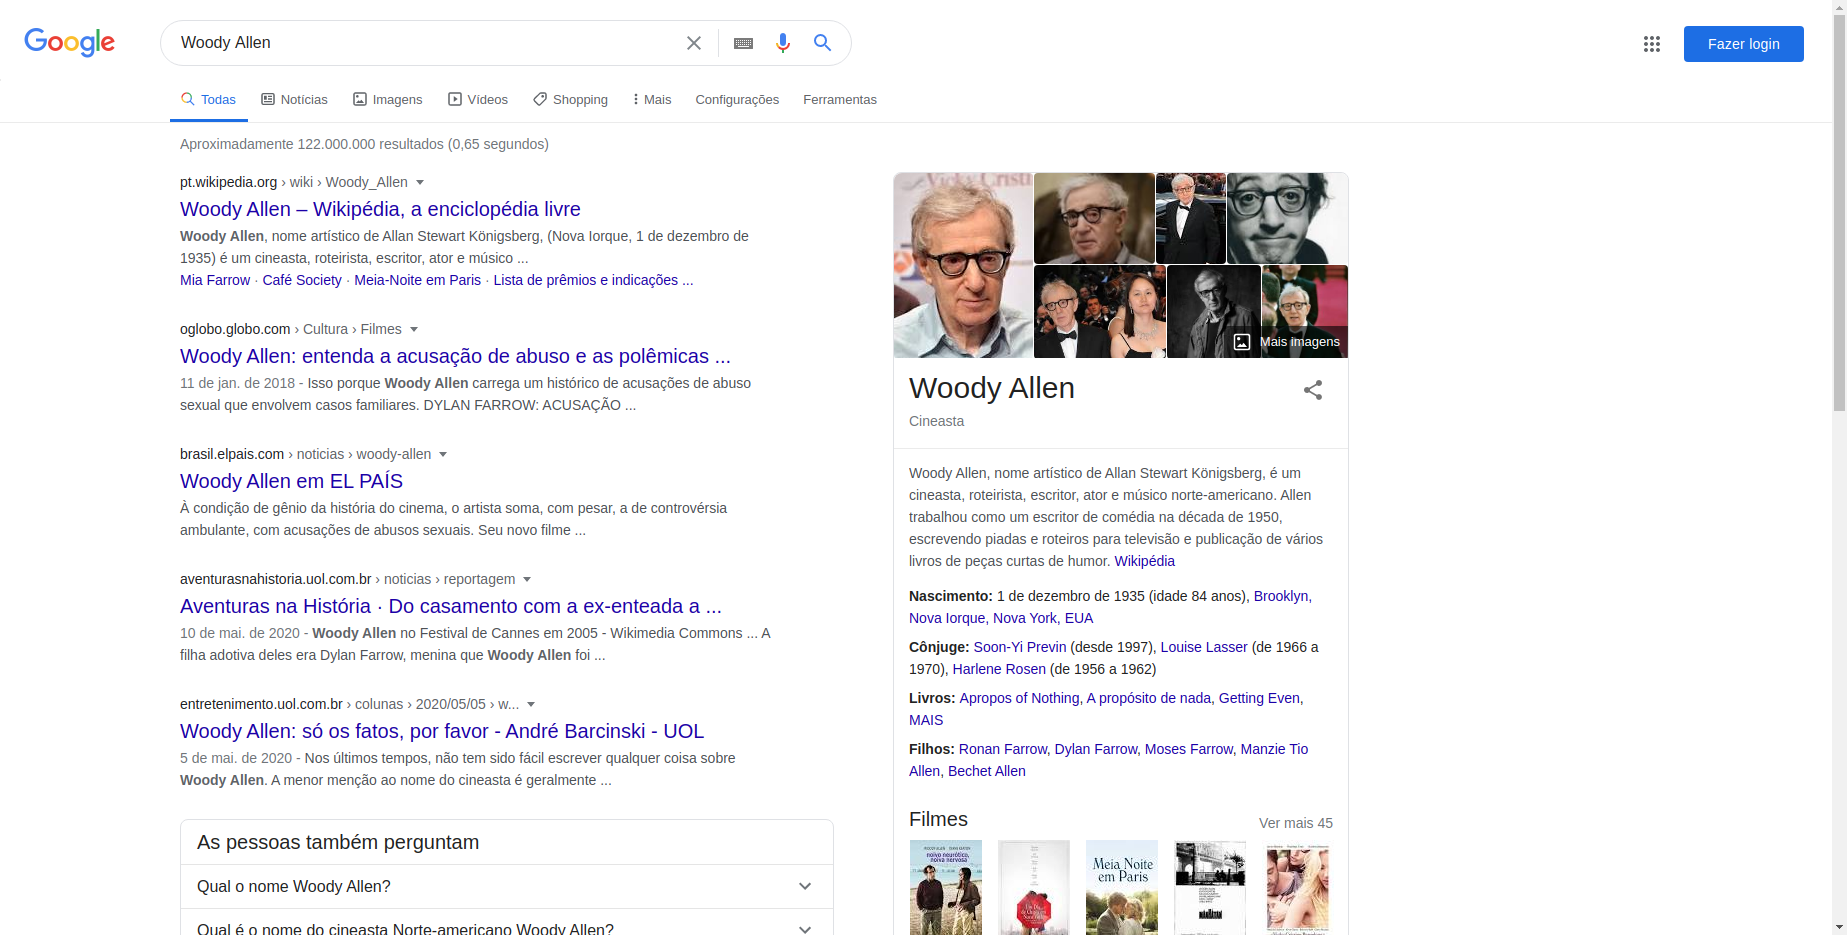 Google
Woody Allen
Fazer login
Todas
Notícias
Imagens
Vídeos
Shopping
Mais
Configurações
Ferramentas
Aproximadamente 122.000.000 resultados (0,65 segundos)
pt.wikipedia.org › wiki › Woody_Allen
Woody Allen – Wikipédia, a enciclopédia livre
Woody Allen, nome artístico de Allan Stewart Königsberg, (Nova Iorque, 1 de dezembro de
1935) é um cineasta, roteirista, escritor, ator e músico ...
Mia Farrow · Café Society · Meia-Noite em Paris · Lista de prêmios e indicações ...
oglobo.globo.com › Cultura › Filmes
Woody Allen: entenda a acusação de abuso e as polêmicas ...
11 de jan. de 2018 - Isso porque Woody Allen carrega um histórico de acusações de abuso
sexual que envolvem casos familiares. DYLAN FARROW: ACUSAÇÃO ...
brasil.elpais.com › noticias › woody-allen
Woody Allen em EL PAÍS
À condição de gênio da história do cinema, o artista soma, com pesar, a de controvérsia
ambulante, com acusações de abusos sexuais. Seu novo filme ...
aventurasnahistoria.uol.com.br › noticias › reportagem
Aventuras na História · Do casamento com a ex-enteada a ...
10 de mai. de 2020 - Woody Allen no Festival de Cannes em 2005 - Wikimedia Commons ... A
filha adotiva deles era Dylan Farrow, menina que Woody Allen foi ...
entretenimento.uol.com.br › colunas › 2020/05/05 › w...
Woody Allen: só os fatos, por favor - André Barcinski - UOL
5 de mai. de 2020 - Nos últimos tempos, não tem sido fácil escrever qualquer coisa sobre
Woody Allen. A menor menção ao nome do cineasta é geralmente ...
As pessoas também perguntam
Qual o nome Woody Allen?
Qual é o nome do cineasta Norte-americano Woody Allen?
Mais imagens
Woody Allen
Cineasta
Woody Allen, nome artístico de Allan Stewart Königsberg, é um
cineasta, roteirista, escritor, ator e músico norte-americano. Allen
trabalhou como um escritor de comédia na década de 1950,
escrevendo piadas e roteiros para televisão e publicação de vários
livros de peças curtas de humor. Wikipédia
Nascimento: 1 de dezembro de 1935 (idade 84 anos), Brooklyn,
Nova Iorque, Nova York, EUA
Cônjuge: Soon-Yi Previn (desde 1997), Louise Lasser (de 1966 a
1970), Harlene Rosen (de 1956 a 1962)
Livros: Apropos of Nothing, A propósito de nada, Getting Even,
MAIS
Filhos: Ronan Farrow, Dylan Farrow, Moses Farrow, Manzie Tio
Allen, Bechet Allen
Filmes
Ver mais 45
noivo neurótico,
noiva nervosa
Meia Noite
em Paris
MANHATTAN